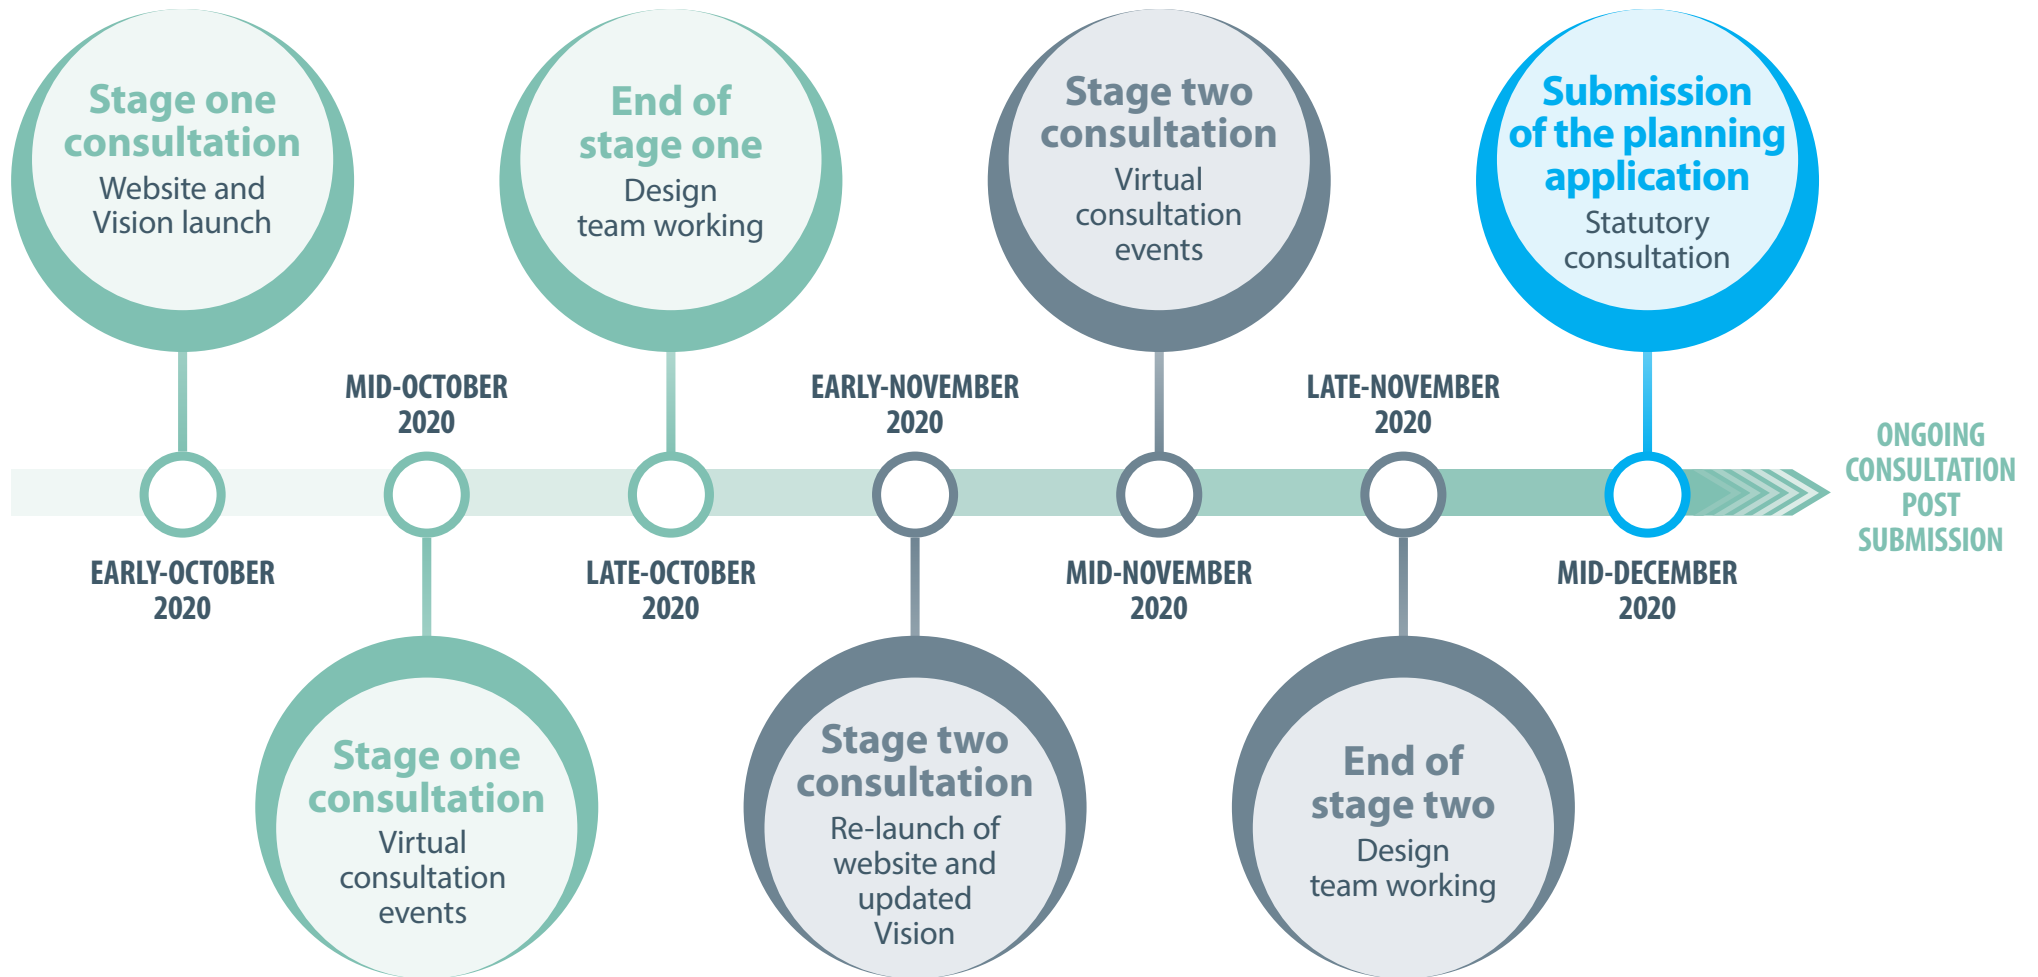 Stage one
consultation
Website and
Vision launch
EARLY-OCTOBER
2020
MID-OCTOBER
2020
Stage one
consultation
Virtual
consultation
events
End of
stage one
Design
team working
LATE-OCTOBER
2020
EARLY-NOVEMBER
2020
Stage two
consultation
Re-launch of
website and
updated
Vision
Stage two
consultation
Virtual
consultation
events
MID-NOVEMBER
2020
LATE-NOVEMBER
2020
End of
stage two
Design
team working
Submission
of the planning
application
Statutory
consultation
MID-DECEMBER
2020
ONGOING
CONSULTATION
POST
SUBMISSION